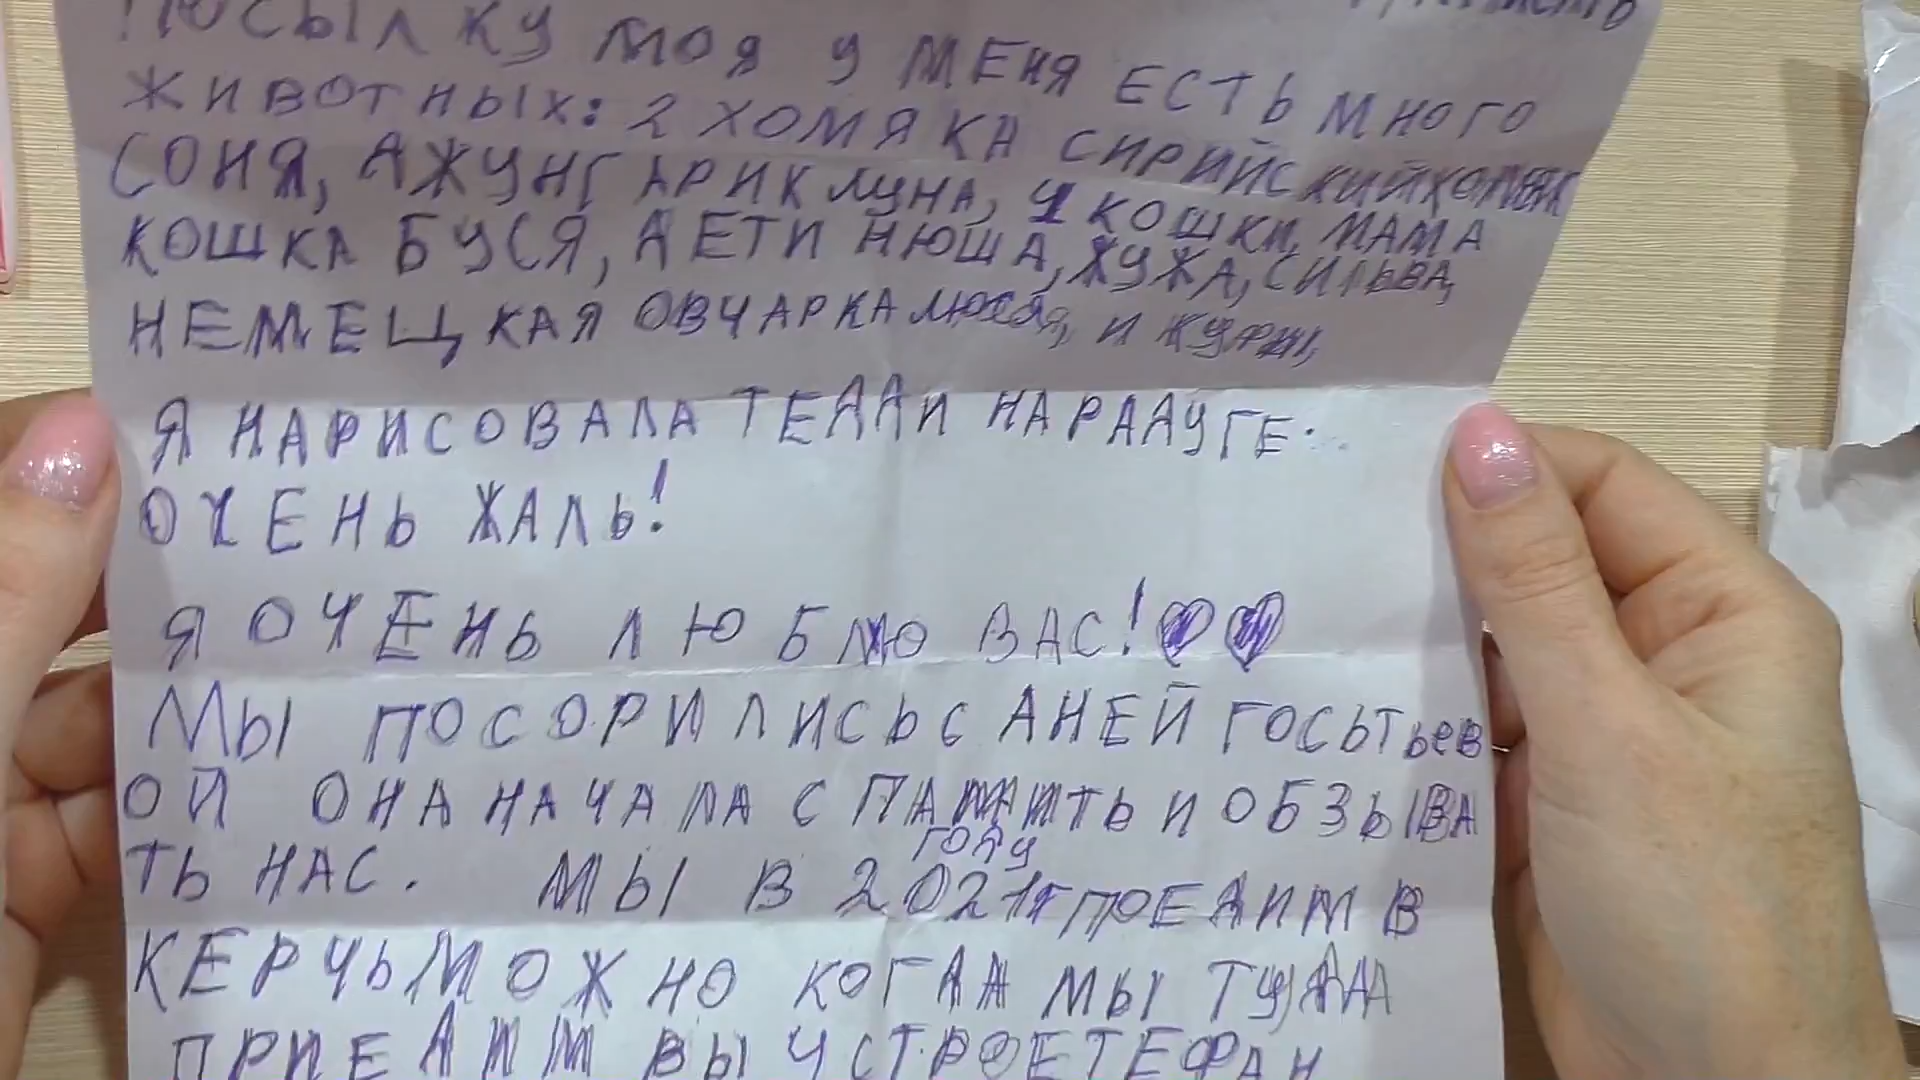 ПОСЫЛКУ МОЯ У МЕНЯ ЕСТЬ МНОГО
ЖИВОТНЫХ: 2 ХОМЯКА СИРИЙСКИЙ ХОМЯК
СОНЯ, ДЖУНГАРИК ЛУНА, 4 КОШКИ, МАМА
КОШКА БУСЯ, ДЕТИ НЮША, ЖУЖА, СИЛЬВА,
НЕМЕЦКАЯ ОВЧАРКА ЛЮСЯ, И КУРЫ,
Я НАРИСОВАЛА ТЕДДИ НА РАДУГЕ.
ОЧЕНЬ ЖАЛЬ!
Я ОЧЕНЬ ЛЮБЛЮ ВАС!
МЫ ПОСОРИЛИСЬ С АНЕЙ ГОСЬТЬЕВ
ОЙ ОНА НАЧАЛА СПАМИТЬ И ОБЗЫВА
ТЬ НАС. МЫ В 2021 ГОДУ ПОЕДИМ В
КЕРЧЬ МОЖНО КОГДА МЫ ТУДА
ПРИЕДИМ ВЫ УСТРОЕТЕ ФАН